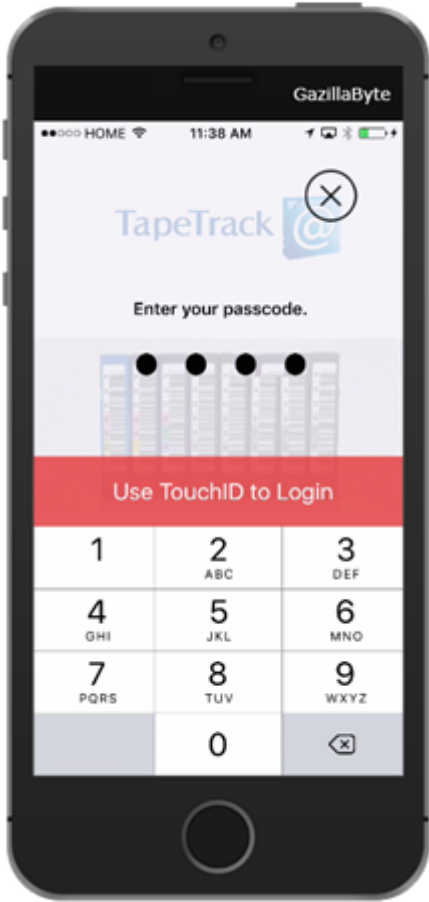 GazillaByte
HOME 11:38 AM
TapeTrack @
Enter your passcode.
Use TouchID to Login
1 2 3
ABC DEF
4 5 6
GHI JKL MNO
7 8 9
PQRS TUV WXYZ
0